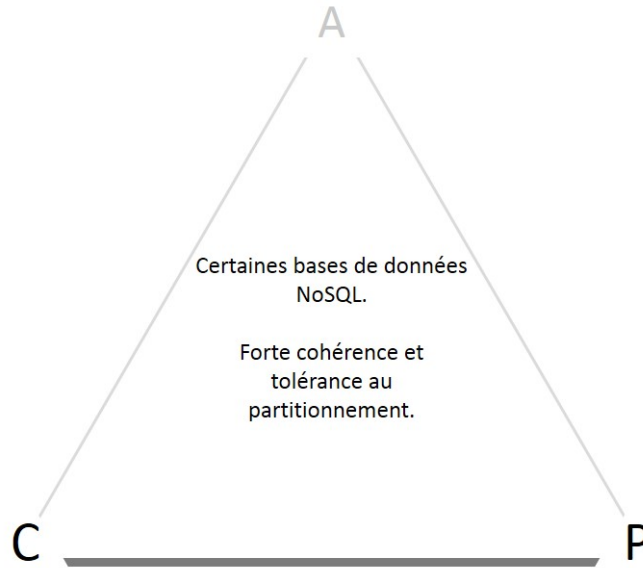 A
Certaines bases de données
NoSQL.
Forte cohérence et
tolérance au
partitionnement.
C
P